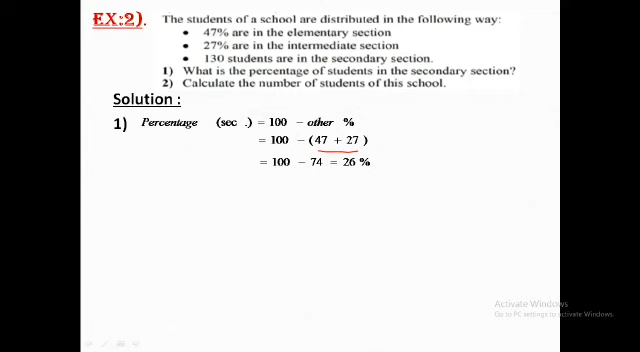 EX:2).
The students of a school are distributed in the following way:
• 47% are in the elementary section
• 27% are in the intermediate section
• 130 students are in the secondary section.
1) What is the percentage of students in the secondary section?
2) Calculate the number of students of this school.
Solution :
1) Percentage (sec .) = 100 - other %
= 100 - ( 47 + 27 )
= 100 - 74 = 26 %
Activate Windows
Go to PC settings to activate Windows.